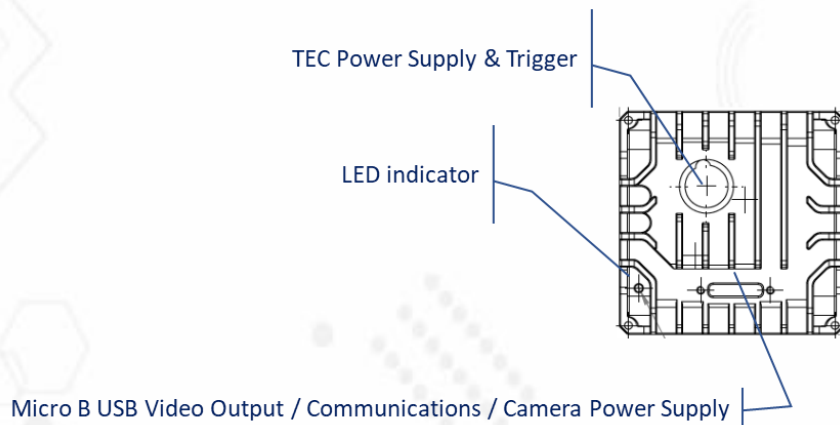 TEC Power Supply & Trigger
LED indicator
Micro B USB Video Output / Communications / Camera Power Supply